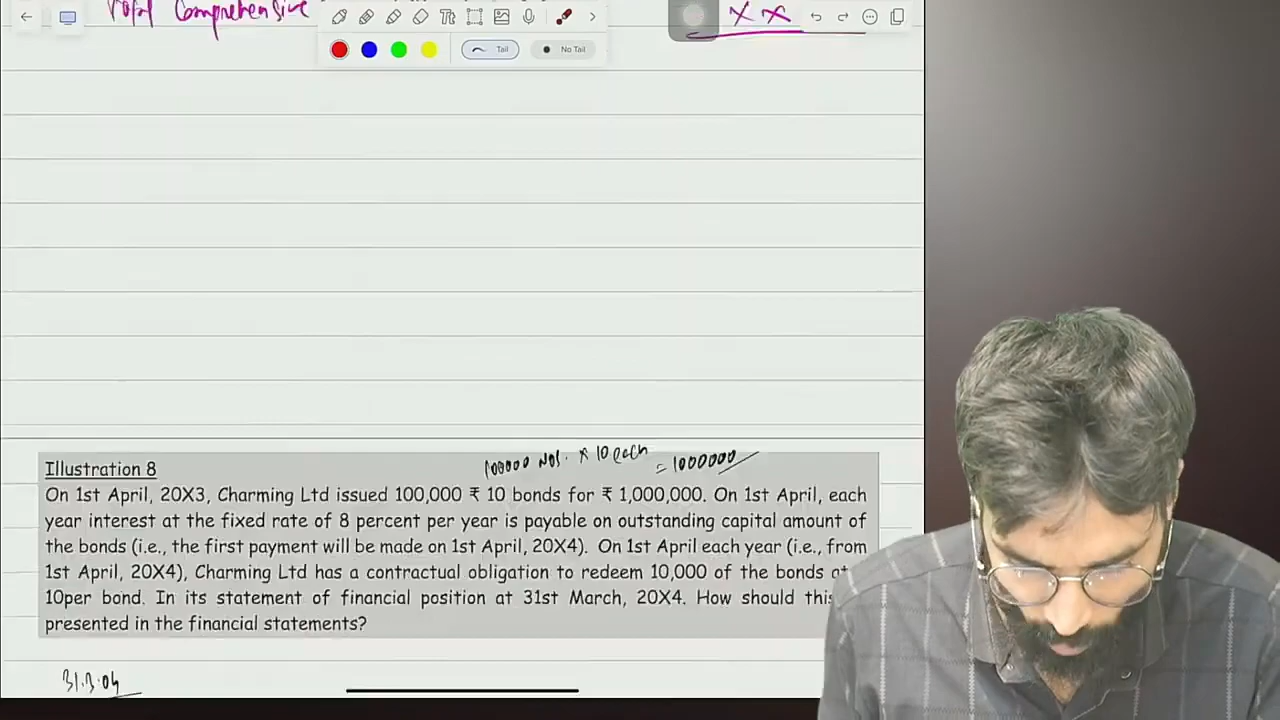 Total Comprehensive X X
Tail
No Tail
Illustration 8
100000 NOS. X 10 each = 1000000
On 1st April, 20X3, Charming Ltd issued 100,000 ₹ 10 bonds for ₹ 1,000,000. On 1st April, each
year interest at the fixed rate of 8 percent per year is payable on outstanding capital amount of
the bonds (i.e., the first payment will be made on 1st April, 20X4). On 1st April each year (i.e., from
1st April, 20X4), Charming Ltd has a contractual obligation to redeem 10,000 of the bonds
10per bond. In its statement of financial position at 31st March, 20X4. How should this
presented in the financial statements?
31.3.04